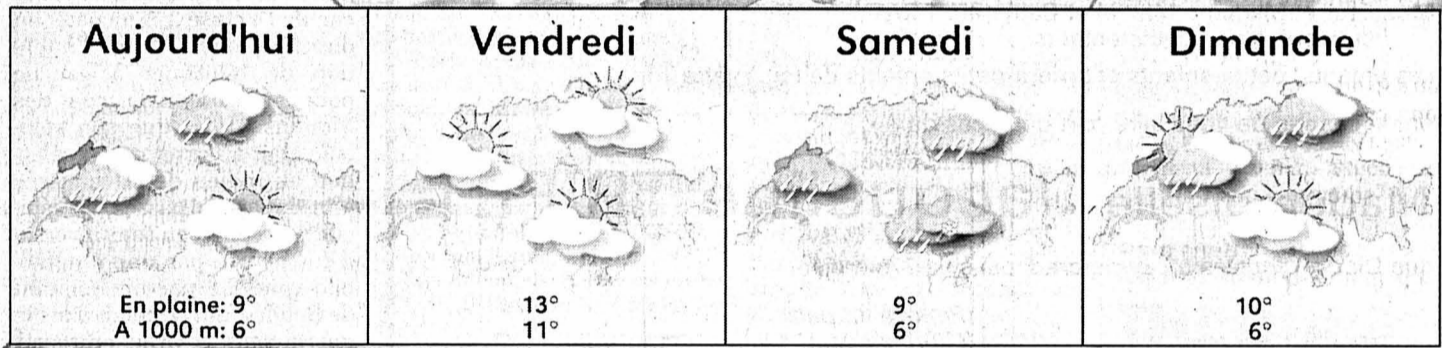 Aujourd'hui
En plaine: 9°
A 1000 m: 6°
Vendredi
13°
11°
Samedi
9°
6°
Dimanche
10°
6°